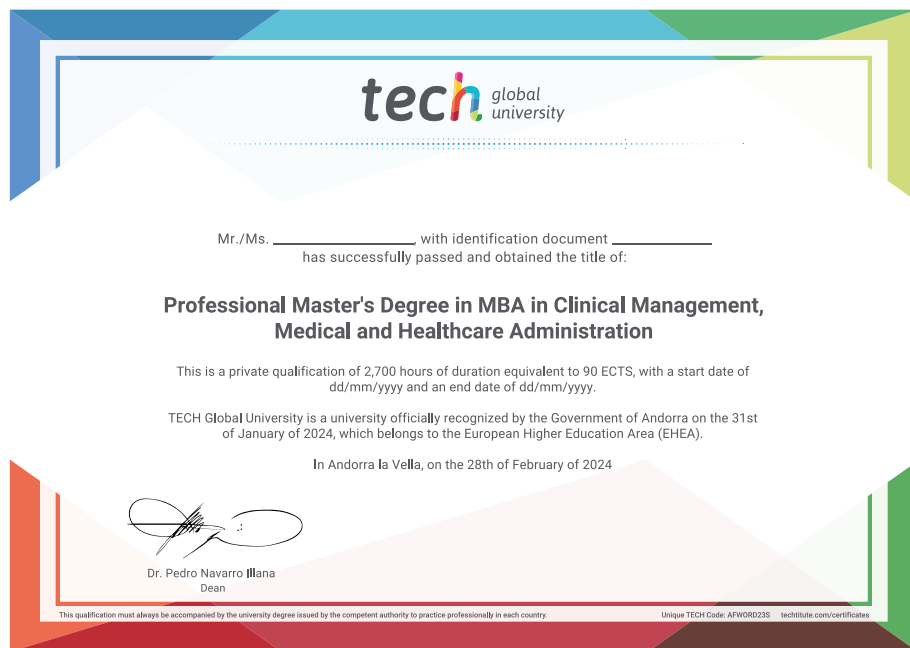 tech global
university
Mr./Ms. ____________________, with identification document ______________
has successfully passed and obtained the title of:
Professional Master's Degree in MBA in Clinical Management,
Medical and Healthcare Administration
This is a private qualification of 2,700 hours of duration equivalent to 90 ECTS, with a start date of
dd/mm/yyyy and an end date of dd/mm/yyyy.
TECH Global University is a university officially recognized by the Government of Andorra on the 31st
of January of 2024, which belongs to the European Higher Education Area (EHEA).
In Andorra la Vella, on the 28th of February of 2024
Dr. Pedro Navarro Illana
Dean
This qualification must always be accompanied by the university degree issued by the competent authority to practice professionally in each country. Unique TECH Code: AFWORD23S techtitute.com/certificates